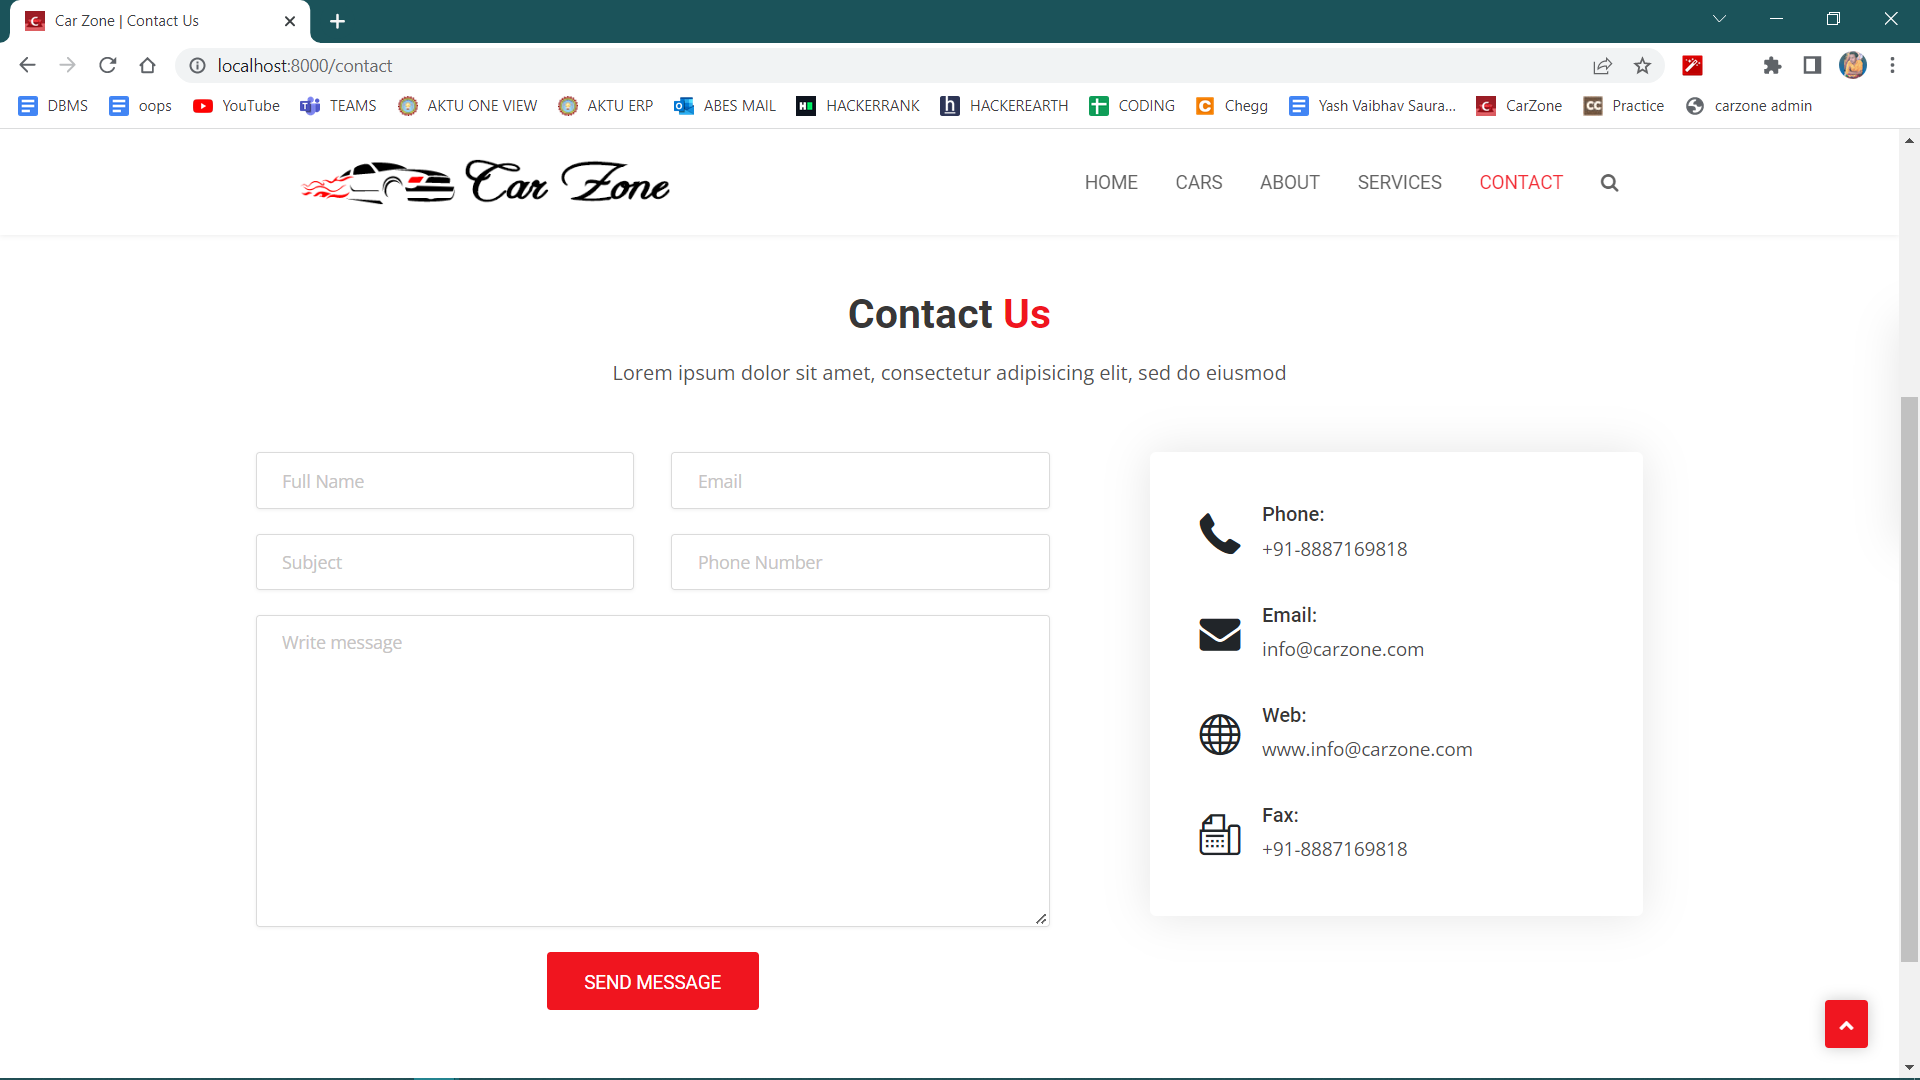 Car Zone | Contact Us
localhost:8000/contact
DBMS oops YouTube TEAMS AKTU ONE VIEW AKTU ERP ABES MAIL HACKERRANK HACKEREARTH CODING Chegg Yash Vaibhav Saura... CarZone Practice carzone admin
Car Zone
HOME CARS ABOUT SERVICES CONTACT
Contact Us
Lorem ipsum dolor sit amet, consectetur adipisicing elit, sed do eiusmod
Full Name
Email
Subject
Phone Number
Write message
SEND MESSAGE
Phone:
+91-8887169818
Email:
info@carzone.com
Web:
www.info@carzone.com
Fax:
+91-8887169818